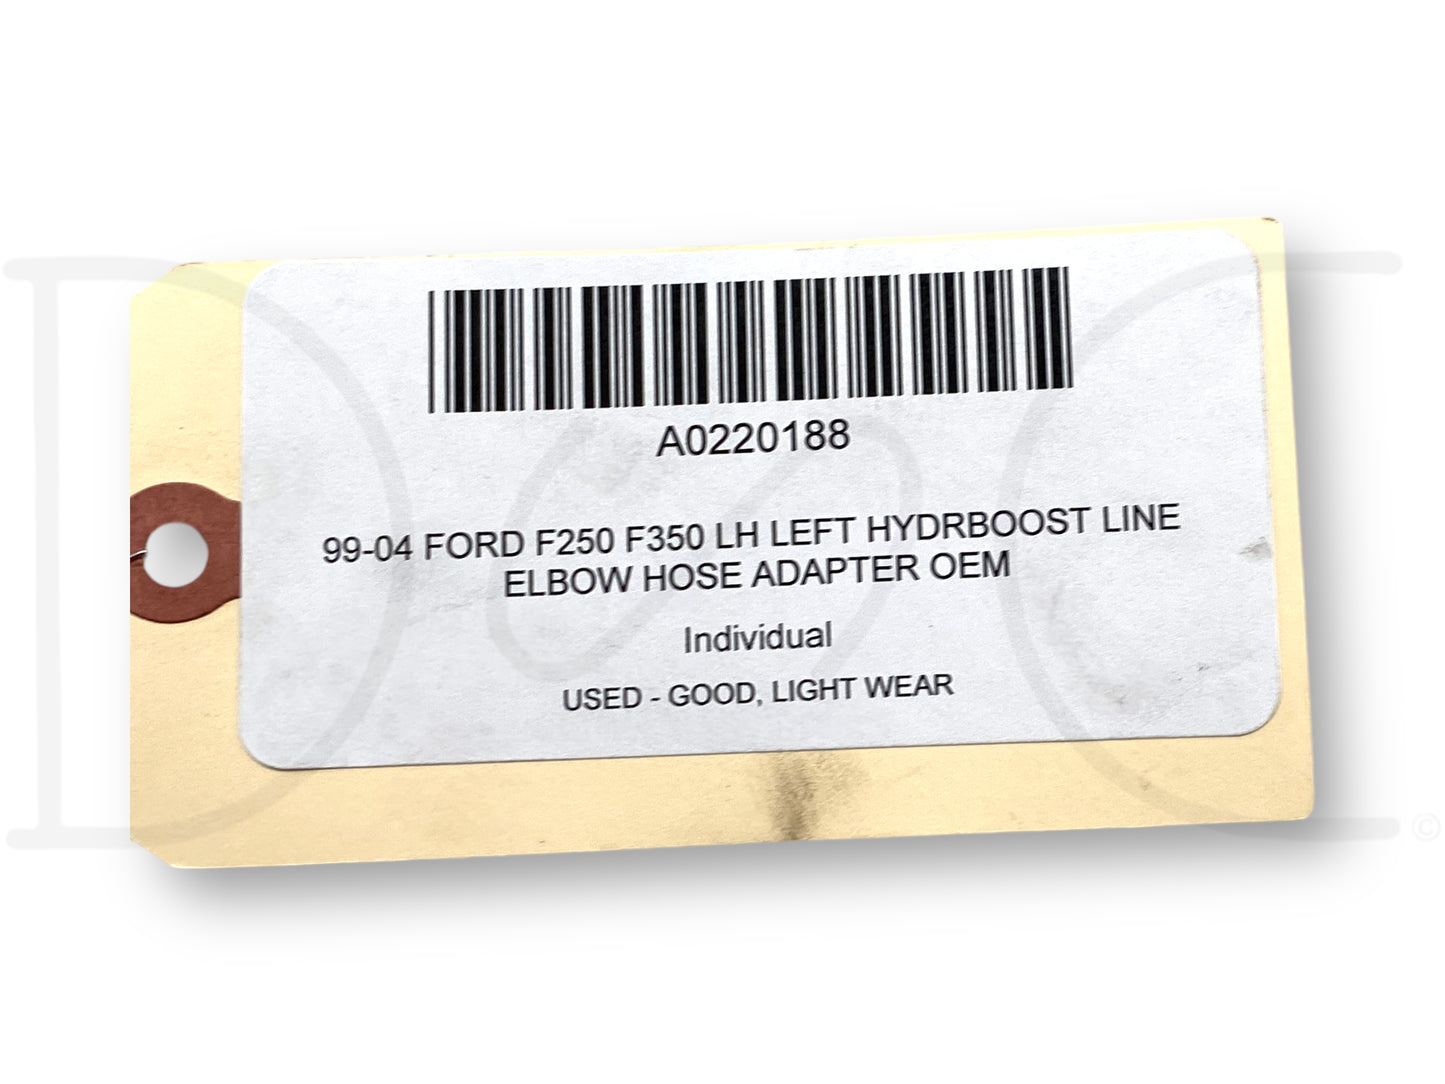 A0220188
99-04 FORD F250 F350 LH LEFT HYDRBOOST LINE
ELBOW HOSE ADAPTER OEM
Individual
USED - GOOD, LIGHT WEAR
©